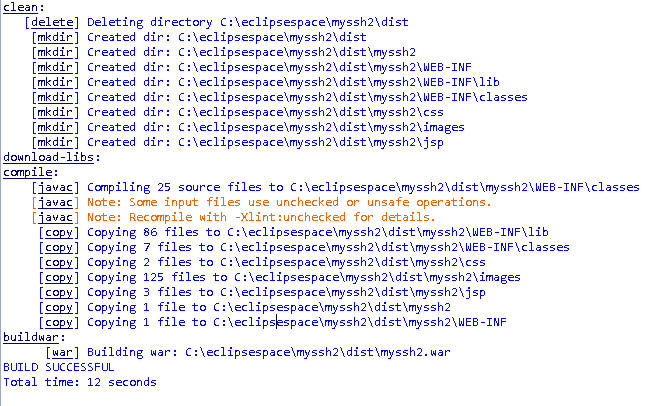 clean:
[delete] Deleting directory C:\eclipsespace\myssh2\dist
[mkdir] Created dir: C:\eclipsespace\myssh2\dist
[mkdir] Created dir: C:\eclipsespace\myssh2\dist\myssh2
[mkdir] Created dir: C:\eclipsespace\myssh2\dist\myssh2\WEB-INF
[mkdir] Created dir: C:\eclipsespace\myssh2\dist\myssh2\WEB-INF\lib
[mkdir] Created dir: C:\eclipsespace\myssh2\dist\myssh2\WEB-INF\classes
[mkdir] Created dir: C:\eclipsespace\myssh2\dist\myssh2\css
[mkdir] Created dir: C:\eclipsespace\myssh2\dist\myssh2\images
[mkdir] Created dir: C:\eclipsespace\myssh2\dist\myssh2\jsp
download-libs:
compile:
[javac] Compiling 25 source files to C:\eclipsespace\myssh2\dist\myssh2\WEB-INF\classes
[javac] Note: Some input files use unchecked or unsafe operations.
[javac] Note: Recompile with -Xlint:unchecked for details.
[copy] Copying 86 files to C:\eclipsespace\myssh2\dist\myssh2\WEB-INF\lib
[copy] Copying 7 files to C:\eclipsespace\myssh2\dist\myssh2\WEB-INF\classes
[copy] Copying 2 files to C:\eclipsespace\myssh2\dist\myssh2\css
[copy] Copying 125 files to C:\eclipsespace\myssh2\dist\myssh2\images
[copy] Copying 3 files to C:\eclipsespace\myssh2\dist\myssh2\jsp
[copy] Copying 1 file to C:\eclipsespace\myssh2\dist\myssh2
[copy] Copying 1 file to C:\eclipsespace\myssh2\dist\myssh2\WEB-INF
buildwar:
[war] Building war: C:\eclipsespace\myssh2\dist\myssh2.war
BUILD SUCCESSFUL
Total time: 12 seconds